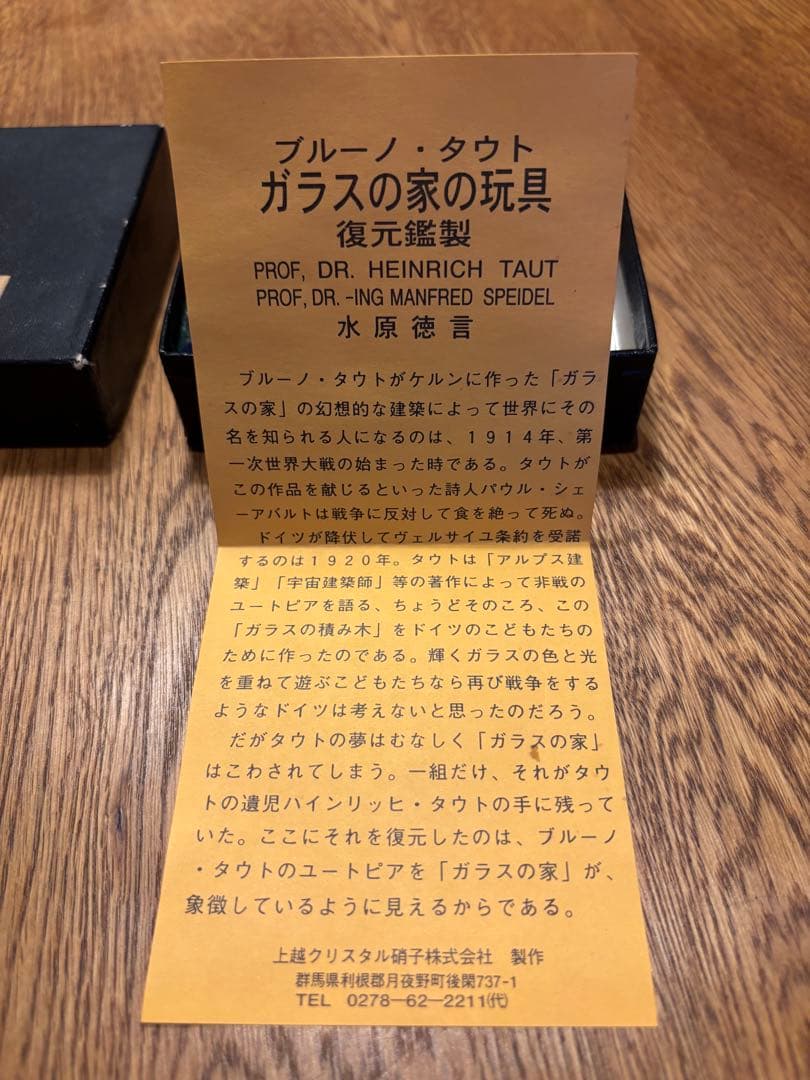 ブルーノ・タウト
ガラスの家の玩具
復元鑑製
PROF, DR. HEINRICH TAUT
PROF, DR. -ING MANFRED SPEIDEL
水原徳言
ブルーノ・タウトがケルンに作った「ガラ
スの家」の幻想的な建築によって世界にその
名を知られる人になるのは、1914年、第
一次世界大戦の始まった時である。タウトが
この作品を献じるといった詩人パウル・シェ
ーアバルトは戦争に反対して食を絶って死ぬ。
ドイツが降伏してヴェルサイユ条約を受諾
するのは1920年。タウトは「アルプス建
築」「宇宙建築師」等の著作によって非戦の
ユートピアを語る、ちょうどそのころ、この
「ガラスの積み木」をドイツのこどもたちの
ために作ったのである。輝くガラスの色と光
を重ねて遊ぶこどもたちなら再び戦争をする
ようなドイツは考えないと思ったのだろう。
だがタウトの夢はむなしく「ガラスの家」
はこわされてしまう。一組だけ、それがタウ
トの遺児ハインリッヒ・タウトの手に残って
いた。ここにそれを復元したのは、ブルーノ
・タウトのユートピアを「ガラスの家」が、
象徴しているように見えるからである。
上越クリスタル硝子株式会社 製作
群馬県利根郡月夜野町後閑737-1
TEL 0278-62-2211㈹